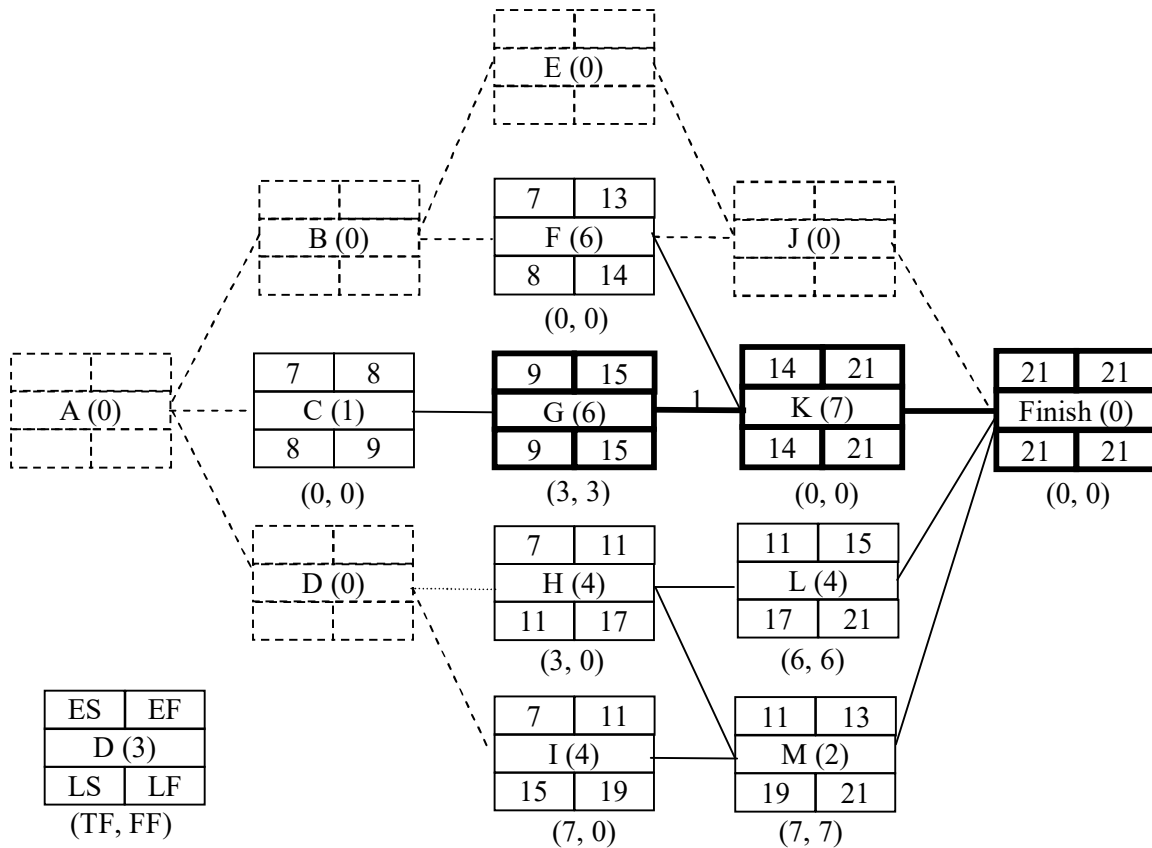 E (0)
7 13
B (0)
F (6)
J (0)
8 14
(0, 0)
7 8
9 15
14 21
21 21
A (0)
C (1)
G (6)
1
K (7)
Finish (0)
8 9
9 15
14 21
21 21
(0, 0)
(3, 3)
(0, 0)
(0, 0)
7 11
11 15
D (0)
H (4)
L (4)
11 17
17 21
(3, 0)
(6, 6)
ES EF
7 11
11 13
D (3)
I (4)
M (2)
LS LF
15 19
19 21
(TF, FF)
(7, 0)
(7, 7)